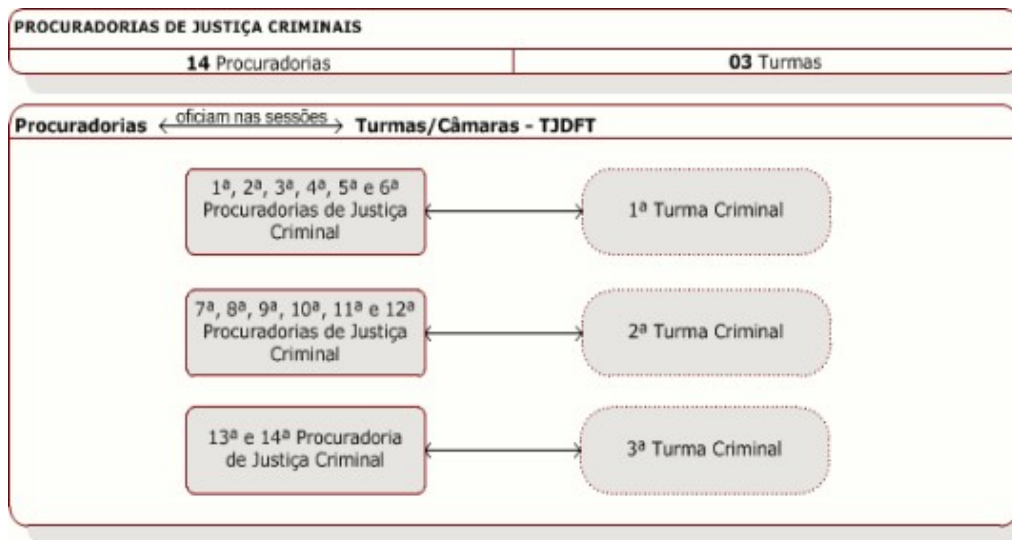 PROCURADORIAS DE JUSTIÇA CRIMINAIS
14 Procuradorias
03 Turmas
Procuradorias oficiam nas sessões Turmas/Câmaras - TJDFT
1ª, 2ª, 3ª, 4ª, 5ª e 6ª
Procuradorias de Justiça
Criminal
1ª Turma Criminal
7ª, 8ª, 9ª, 10ª, 11ª e 12ª
Procuradorias de Justiça
Criminal
2ª Turma Criminal
13ª e 14ª Procuradoria
de Justiça Criminal
3ª Turma Criminal